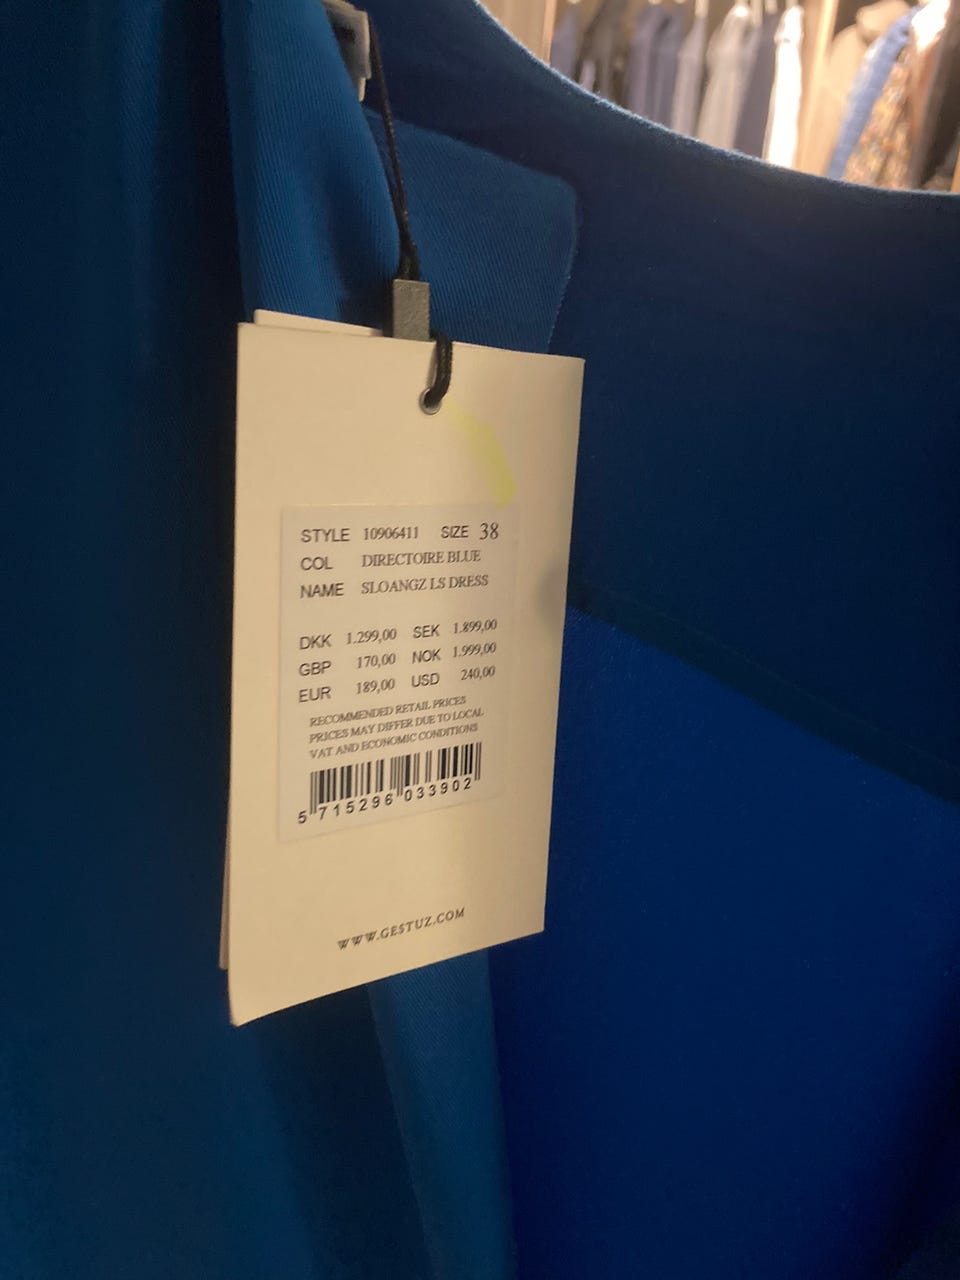 STYLE 10906411 SIZE 38
COL DIRECTOIRE BLUE
NAME SLOANGZ LS DRESS
DKK 1.299,00 SEK 1.899,00
GBP 170,00 NOK 1.999,00
EUR 189,00 USD 240,00
RECOMMENDED RETAIL PRICES
PRICES MAY DIFFER DUE TO LOCAL
VAT AND ECONOMIC CONDITIONS
5 715296 033902
WWW.GESTUZ.COM